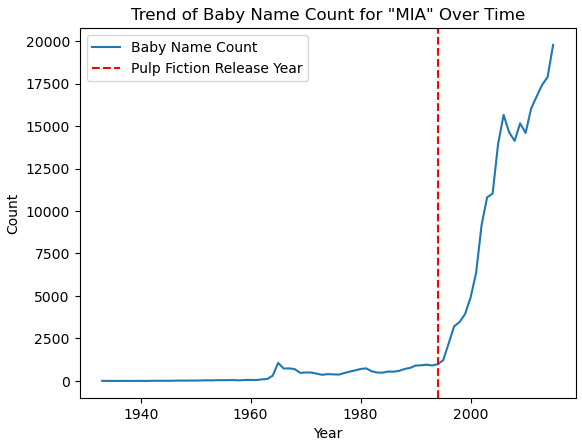 Trend of Baby Name Count for "MIA" Over Time
Baby Name Count
Pulp Fiction Release Year
20000
17500
15000
12500
10000
7500
5000
2500
0
Count
1940 1960 1980 2000
Year